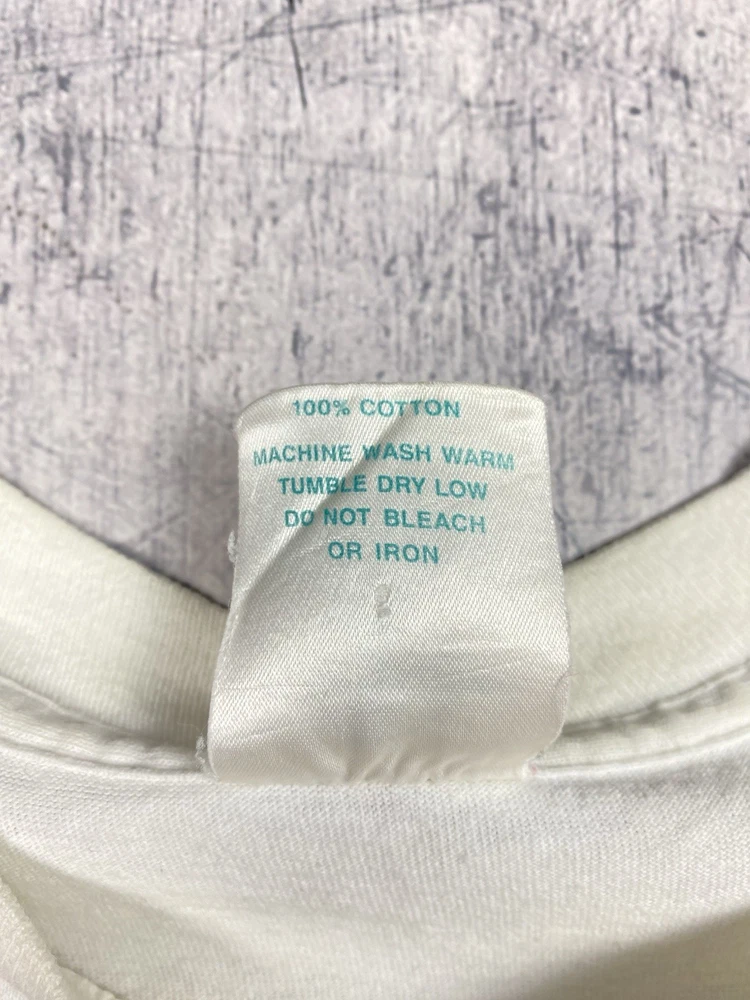 100% COTTON
MACHINE WASH WARM
TUMBLE DRY LOW
DO NOT BLEACH
OR IRON